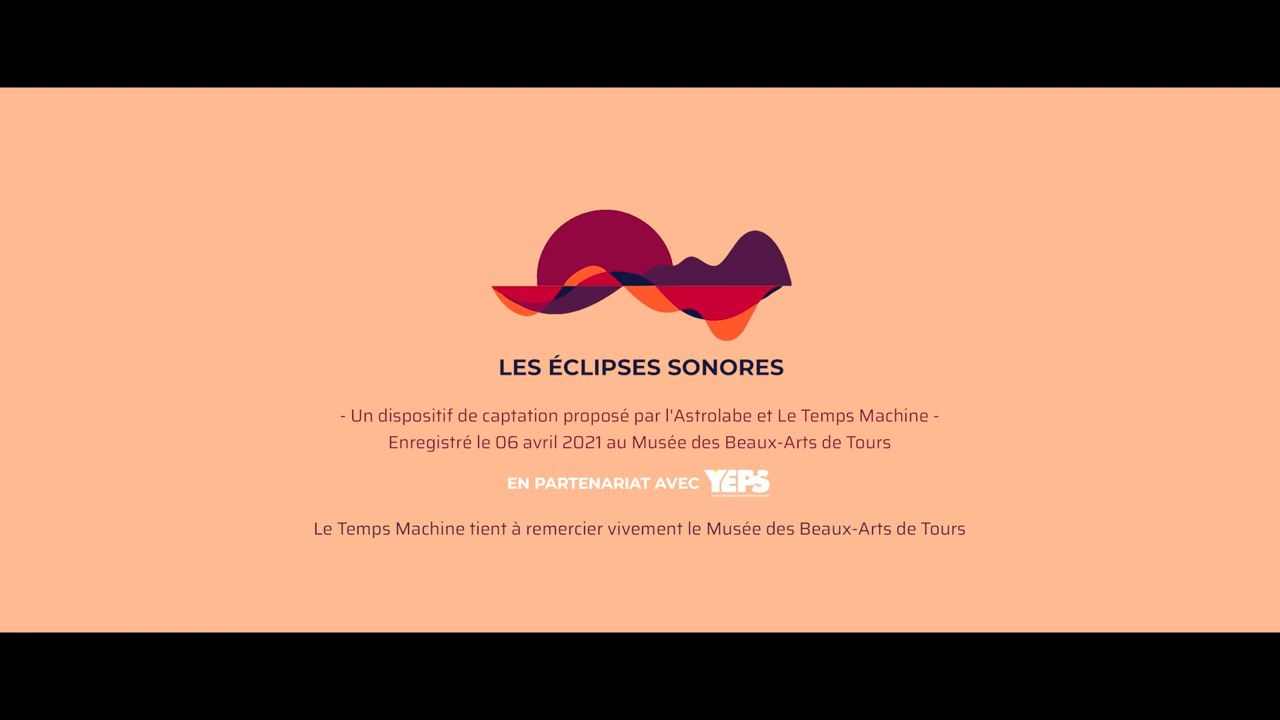 LES ÉCLIPSES SONORES
- Un dispositif de captation proposé par l'Astrolabe et Le Temps Machine -
Enregistré le 06 avril 2021 au Musée des Beaux-Arts de Tours
EN PARTENARIAT AVEC YEPS
Le Temps Machine tient à remercier vivement le Musée des Beaux-Arts de Tours